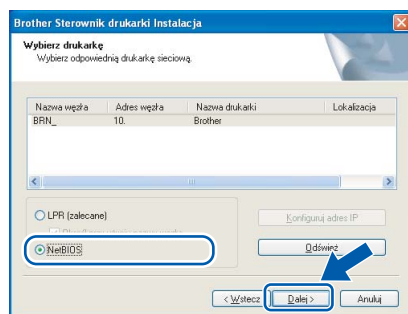 Brother Sterownik drukarki Instalacja
Wybierz drukarkę
Wybierz odpowiednią drukarkę sieciową.
Nazwa węzła Adres węzła Nazwa drukarki Lokalizacja
BRN_ 10. Brother
LPR (zalecane)
NetBIOS
Konfiguruj adres IP
Odśwież
< Wstecz Dalej > Anuluj